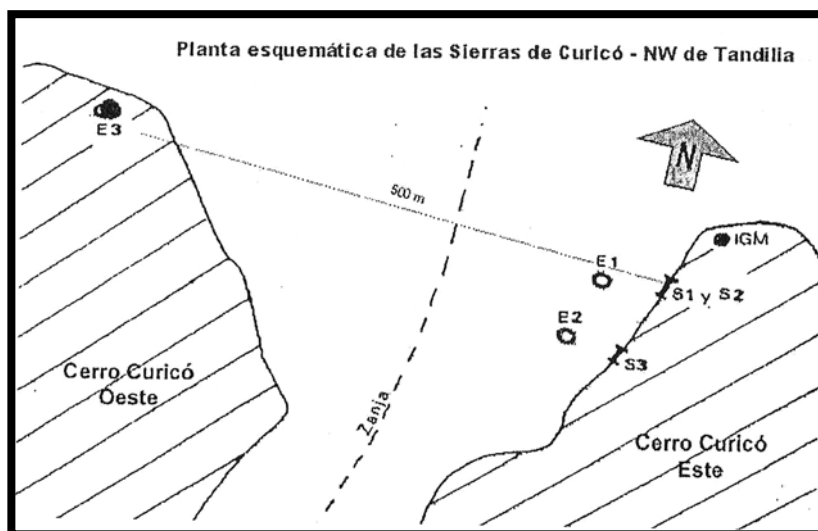 Planta esquemática de las Sierras de Curicó - NW de Tandilia
E3
N
500 m
IGM
E1
S1 y S2
E2
S3
Cerro Curicó
Oeste
Zanja
Cerro Curicó
Este